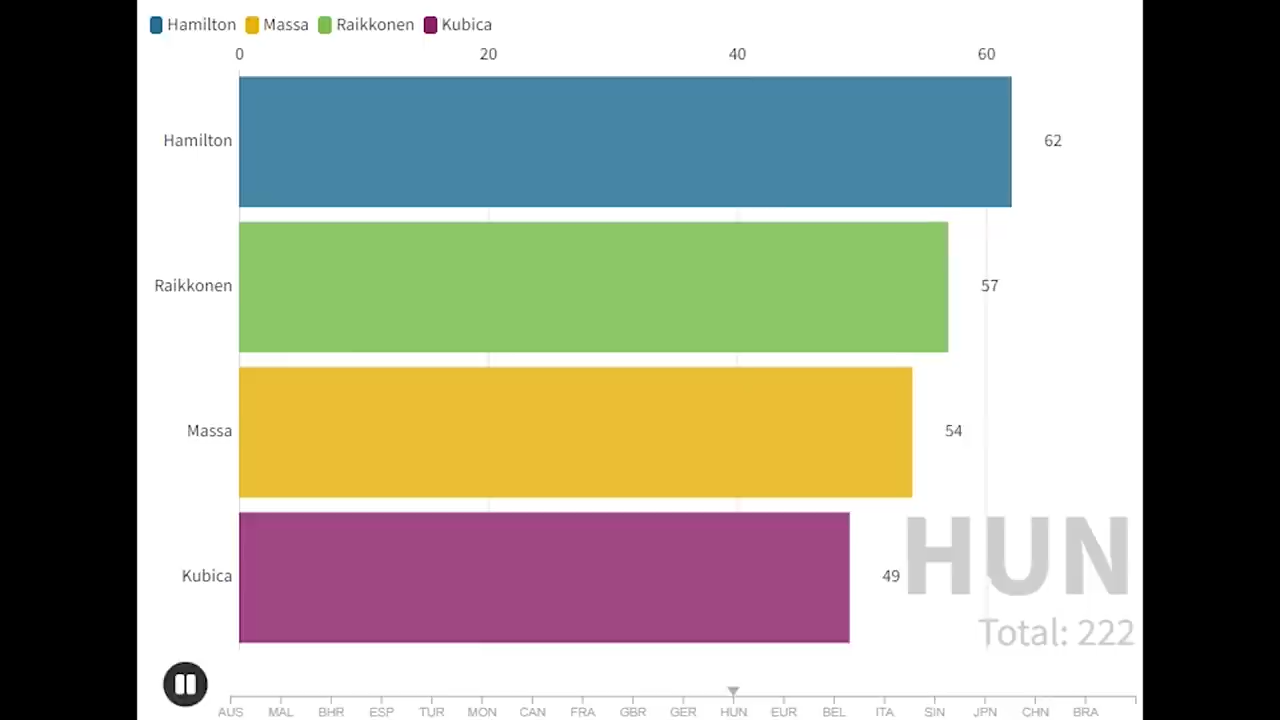 Hamilton Massa Raikkonen Kubica
0 20 40 60
Hamilton 62
Raikkonen 57
Massa 54
Kubica 49
HUN
Total: 222
AUS MAL BHR ESP TUR MON CAN FRA GBR GER HUN EUR BEL ITA SIN JPN CHN BRA